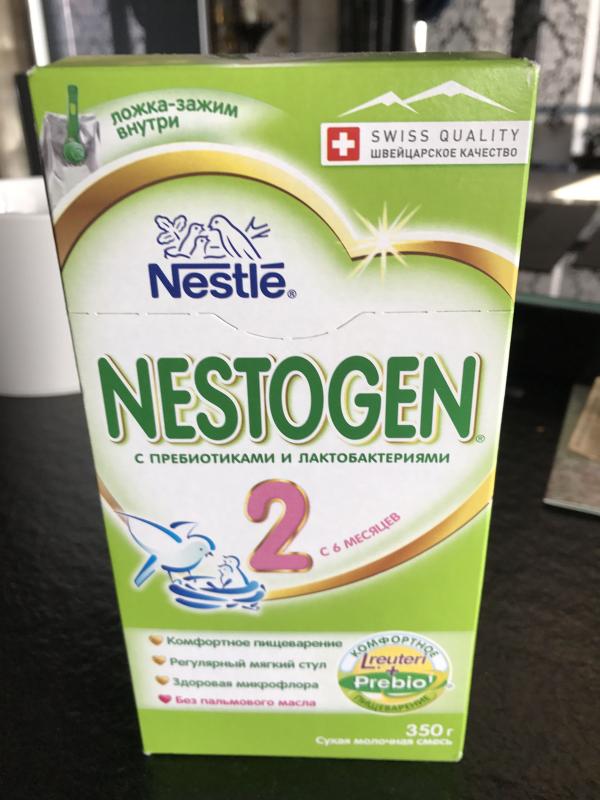 ложка-зажим
внутри
SWISS QUALITY
ШВЕЙЦАРСКОЕ КАЧЕСТВО
Nestlé®
NESTOGEN®
С ПРЕБИОТИКАМИ И ЛАКТОБАКТЕРИЯМИ
2
С 6 МЕСЯЦЕВ
Комфортное пищеварение
Регулярный мягкий стул
Здоровая микрофлора
Без пальмового масла
КОМФОРТНОЕ
L.reuteri
+
Prebio¹
ПИЩЕВАРЕНИЕ
350 г
Сухая молочная смесь